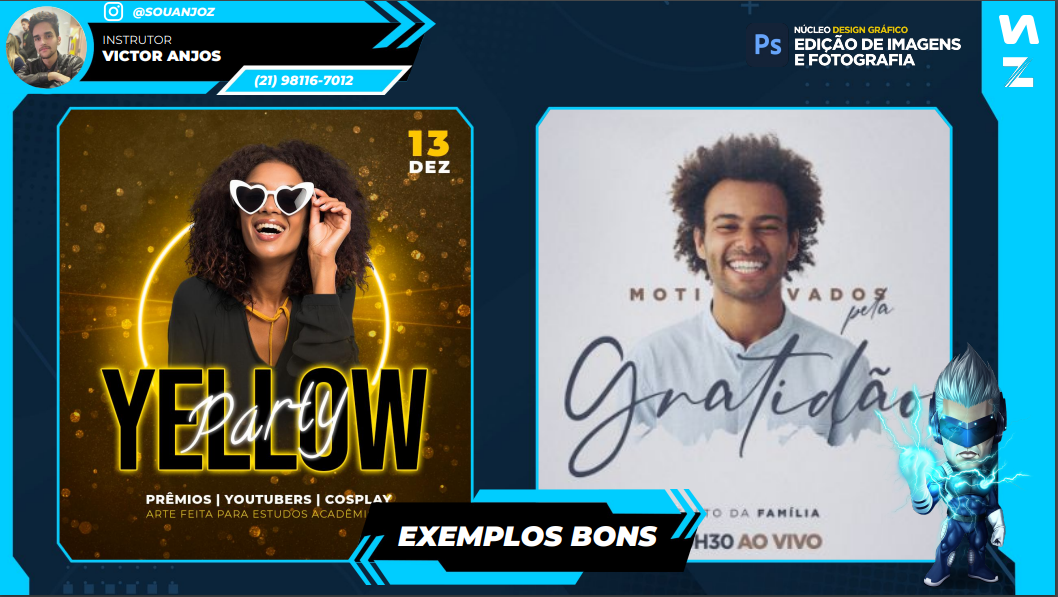 @SOUANJOZ
INSTRUTOR
VICTOR ANJOS
(21) 98116-7012
Ps
NÚCLEO DESIGN GRÁFICO
EDIÇÃO DE IMAGENS
E FOTOGRAFIA
13
DEZ
YELLOW
Party
PRÊMIOS | YOUTUBERS | COSPLAY
ARTE FEITA PARA ESTUDOS
MOTI VADOS
pela
Gratidão
TO DA FAMÍLIA
H30 AO VIVO
EXEMPLOS BONS